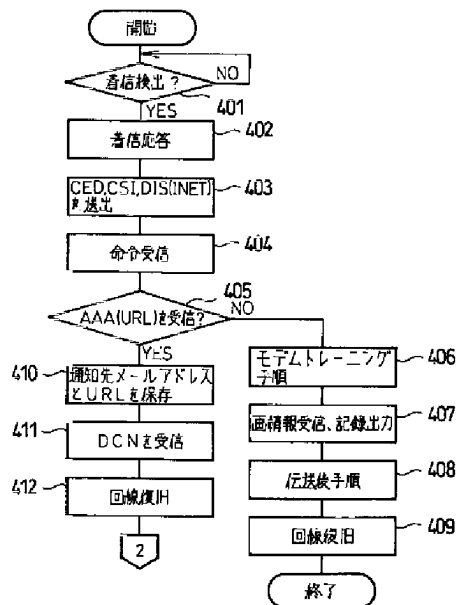 開始
着信検出?
NO
401
YES
着信応答
402
CED,CSI,DIS(INET)
を送出
403
命令受信
404
AAA(URL)を受信?
405
NO
YES
410
通知先メールアドレス
とURLを保存
411
DCNを受信
412
回線復旧
2
モデムトレーニング
手順
406
画情報受信、記録出力
407
伝送後手順
408
回線復旧
409
終了